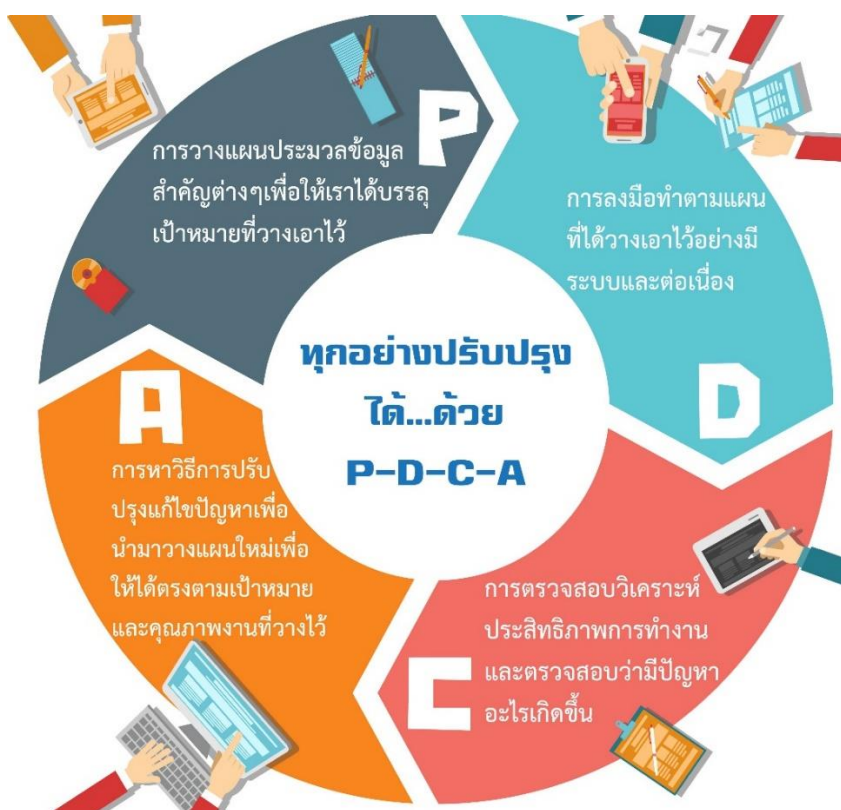 P
การวางแผนประมวลข้อมูล
สำคัญต่างๆเพื่อให้เราได้บรรลุ
เป้าหมายที่วางเอาไว้
การลงมือทำตามแผน
ที่ได้วางเอาไว้อย่างมี
ระบบและต่อเนื่อง
D
ทุกอย่างปรับปรุง
ได้...ด้วย
P-D-C-A
การตรวจสอบวิเคราะห์
ประสิทธิภาพการทำงาน
และตรวจสอบว่ามีปัญหา
อะไรเกิดขึ้น
C
A
การหาวิธีการปรับ
ปรุงแก้ไขปัญหาเพื่อ
นำมาวางแผนใหม่เพื่อ
ให้ได้ตรงตามเป้าหมาย
และคุณภาพงานที่วางไว้